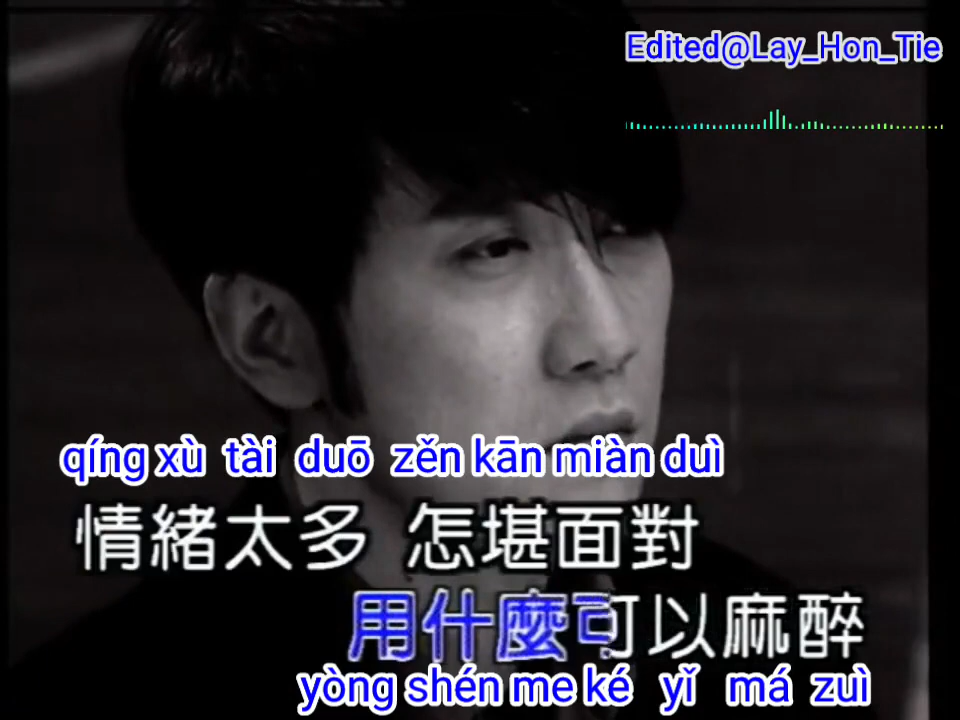 Edited@Lay_Hon_Tie
qíng xù tài duō zěn kān miàn duì
情緒太多 怎堪面對
用什麼可以麻醉
yòng shén me ké yǐ má zuì